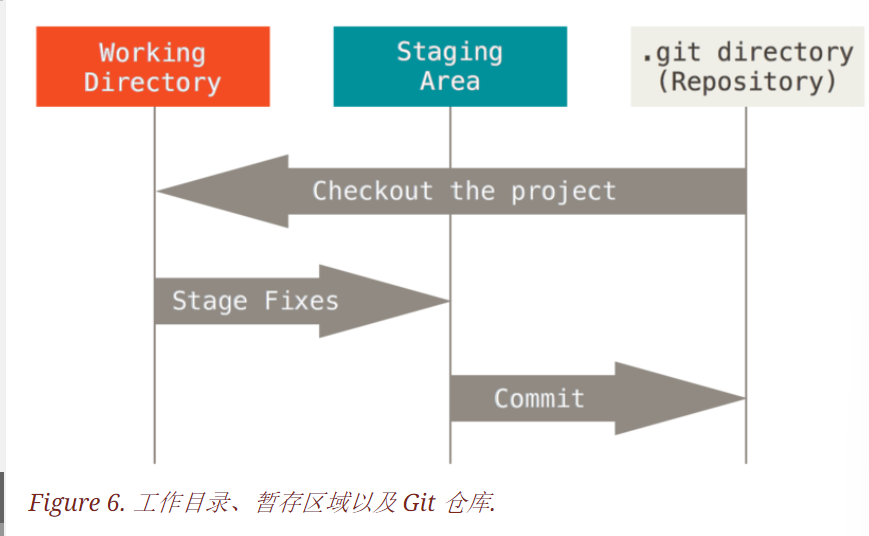 Working
Directory
Staging
Area
.git directory
(Repository)
Checkout the project
Stage Fixes
Commit
Figure 6. 工作目录、暂存区域以及 Git 仓库.